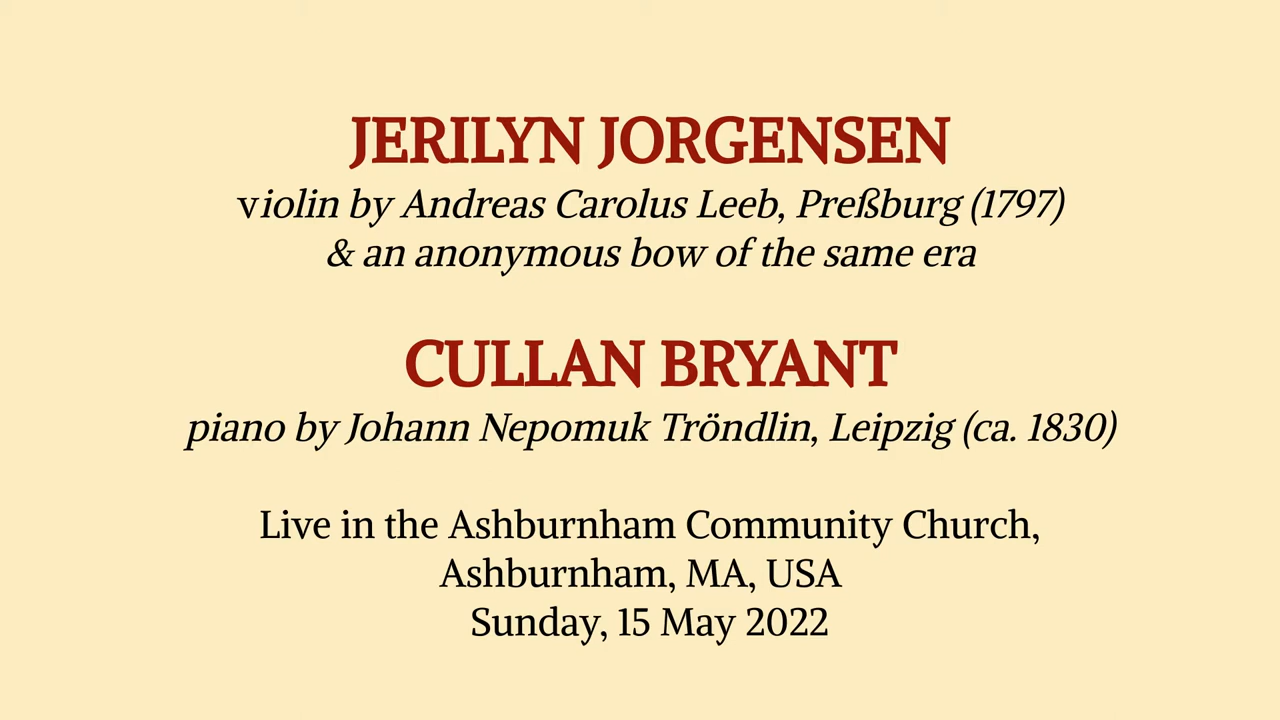 JERILYN JORGENSEN
violin by Andreas Carolus Leeb, Preßburg (1797)
& an anonymous bow of the same era
CULLAN BRYANT
piano by Johann Nepomuk Tröndlin, Leipzig (ca. 1830)
Live in the Ashburnham Community Church,
Ashburnham, MA, USA
Sunday, 15 May 2022